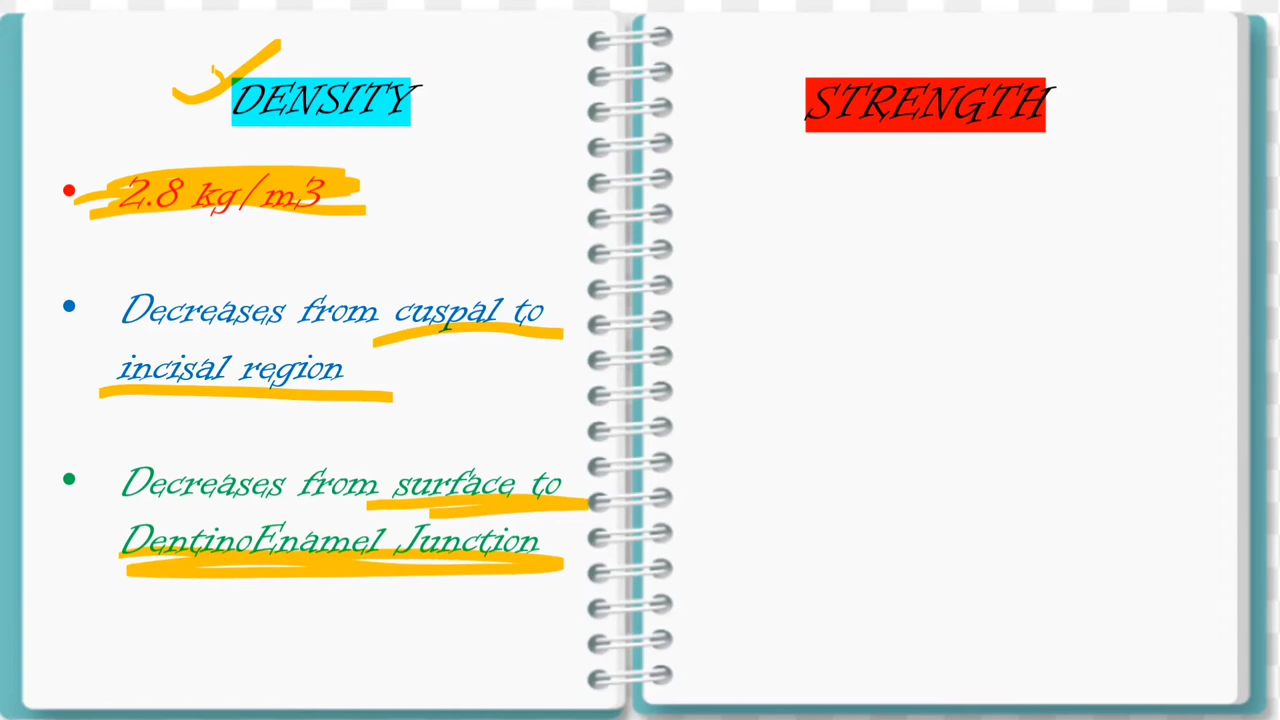 DENSITY
• 2.8 kg/m3
• Decreases from cuspal to
incisal region
• Decreases from surface to
DentinoEnamel Junction
STRENGTH